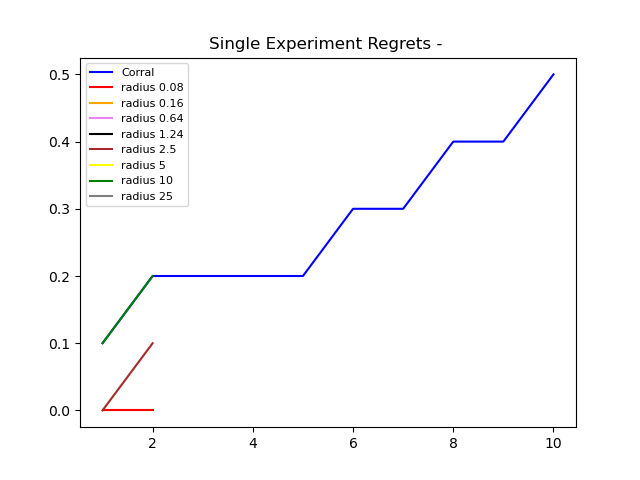 Single Experiment Regrets -
Corral
radius 0.08
radius 0.16
radius 0.64
radius 1.24
radius 2.5
radius 5
radius 10
radius 25
0.5
0.4
0.3
0.2
0.1
0.0
2 4 6 8 10